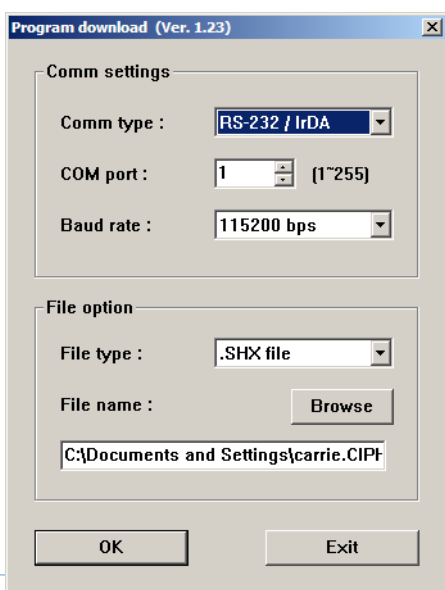 Program download (Ver. 1.23)
Comm settings
Comm type : RS-232 / IrDA
COM port : 1 (1~255)
Baud rate : 115200 bps
File option
File type : .SHX file
File name : Browse
C:\Documents and Settings\carrie.CIPH
OK Exit